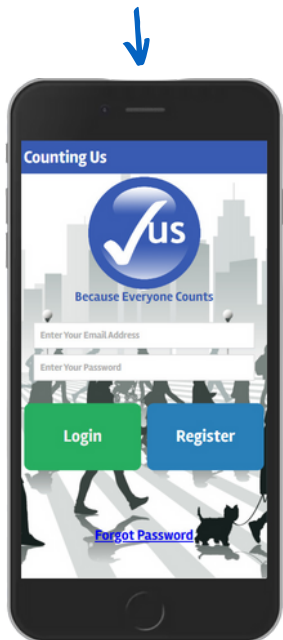 Counting Us
us
Because Everyone Counts
Enter Your Email Address
Enter Your Password
Login
Register
Forgot Password